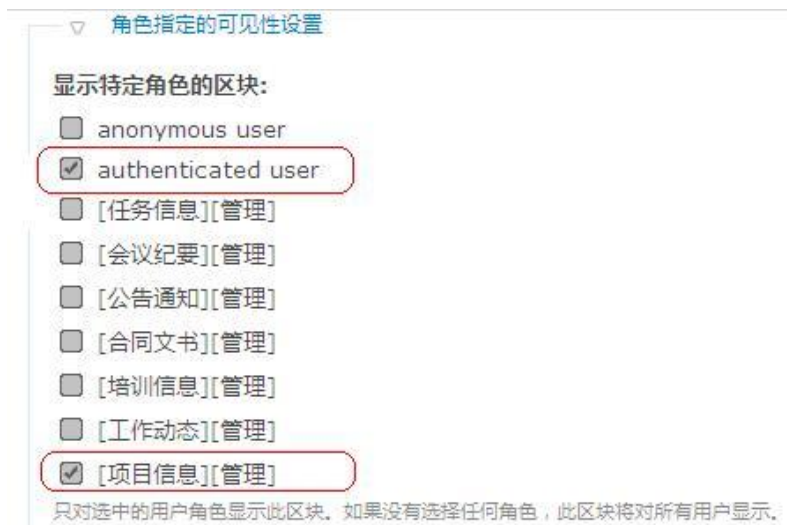 角色指定的可见性设置
显示特定角色的区块:
anonymous user
authenticated user
[任务信息][管理]
[会议纪要][管理]
[公告通知][管理]
[合同文书][管理]
[培训信息][管理]
[工作动态][管理]
[项目信息][管理]
只对选中的用户角色显示此区块。如果没有选择任何角色，此区块将对所有用户显示。